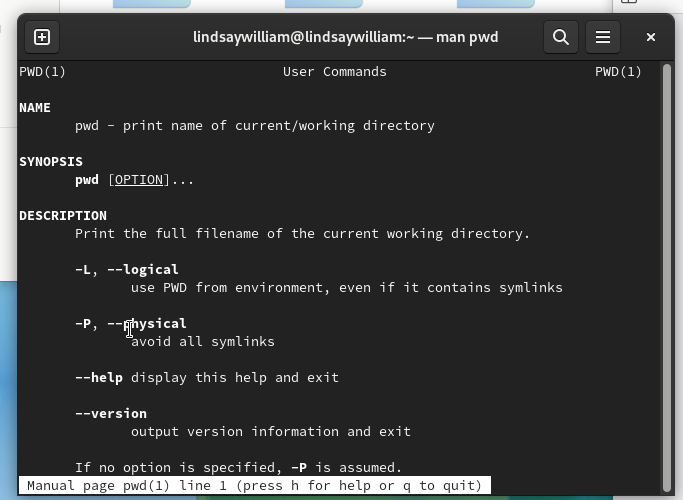 lindsaywilliam@lindsaywilliam:~ — man pwd
PWD(1) User Commands PWD(1)
NAME
pwd - print name of current/working directory
SYNOPSIS
pwd [OPTION]...
DESCRIPTION
Print the full filename of the current working directory.
-L, --logical
use PWD from environment, even if it contains symlinks
-P, --physical
avoid all symlinks
--help display this help and exit
--version
output version information and exit
If no option is specified, -P is assumed.
Manual page pwd(1) line 1 (press h for help or q to quit)